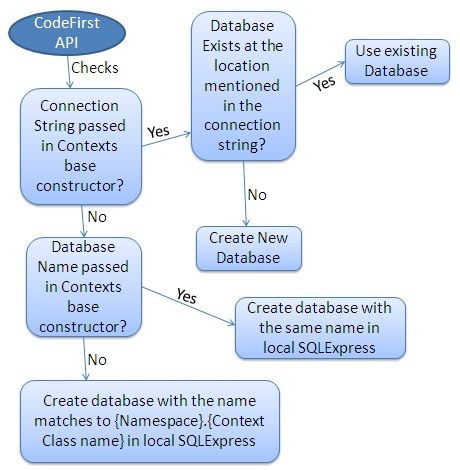 CodeFirst
API
Checks
Connection
String passed
in Contexts
base
constructor?
Yes
Database
Exists at the
location
mentioned
in the
connection
string?
Yes
Use existing
Database
No
Create New
Database
No
Database
Name passed
in Contexts
base
constructor?
Yes
Create database with
the same name in
local SQLExpress
No
Create database with the name
matches to {Namespace}.{Context
Class name} in local SQLExpress